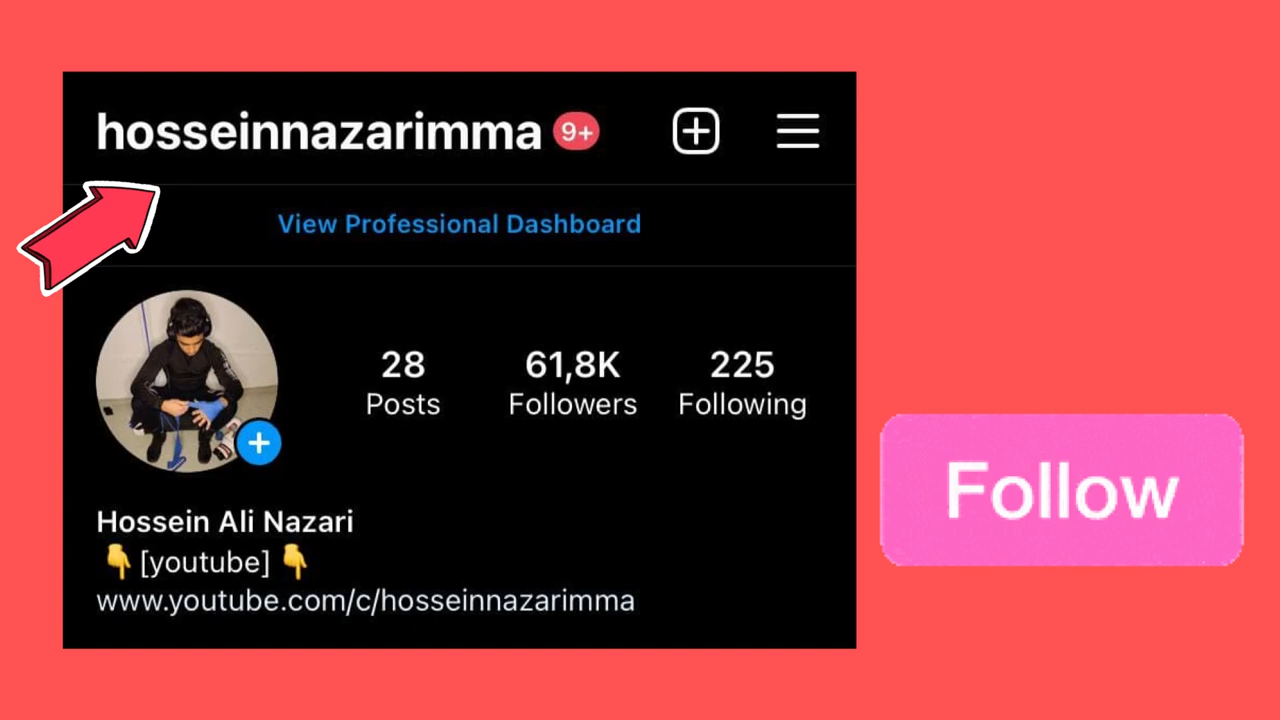 hosseinnazarimma 9+
View Professional Dashboard
28 61,8K 225
Posts Followers Following
Follow
Hossein Ali Nazari
👇 [youtube] 👇
www.youtube.com/c/hosseinnazarimma